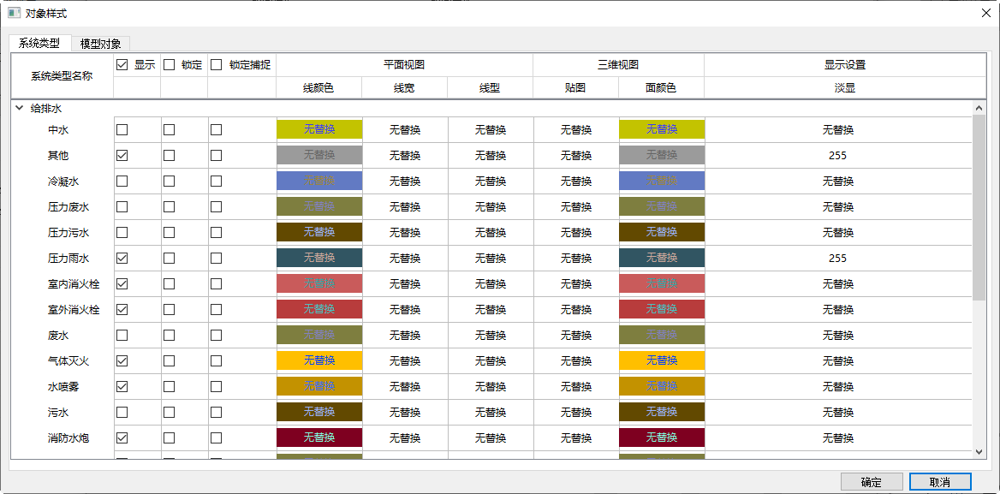 对象样式
系统类型 模型对象
系统类型名称 显示 锁定 锁定捕捉 平面视图 三维视图 显示设置
线颜色 线宽 线型 贴图 面颜色 淡显
给排水
中水 无替换 无替换 无替换 无替换 无替换 无替换
其他 无替换 无替换 无替换 无替换 无替换 255
冷凝水 无替换 无替换 无替换 无替换 无替换 无替换
压力废水 无替换 无替换 无替换 无替换 无替换 无替换
压力污水 无替换 无替换 无替换 无替换 无替换 无替换
压力雨水 无替换 无替换 无替换 无替换 无替换 255
室内消火栓 无替换 无替换 无替换 无替换 无替换 无替换
室外消火栓 无替换 无替换 无替换 无替换 无替换 无替换
废水 无替换 无替换 无替换 无替换 无替换 无替换
气体灭火 无替换 无替换 无替换 无替换 无替换 无替换
水喷雾 无替换 无替换 无替换 无替换 无替换 无替换
污水 无替换 无替换 无替换 无替换 无替换 无替换
消防水炮 无替换 无替换 无替换 无替换 无替换 无替换
确定 取消